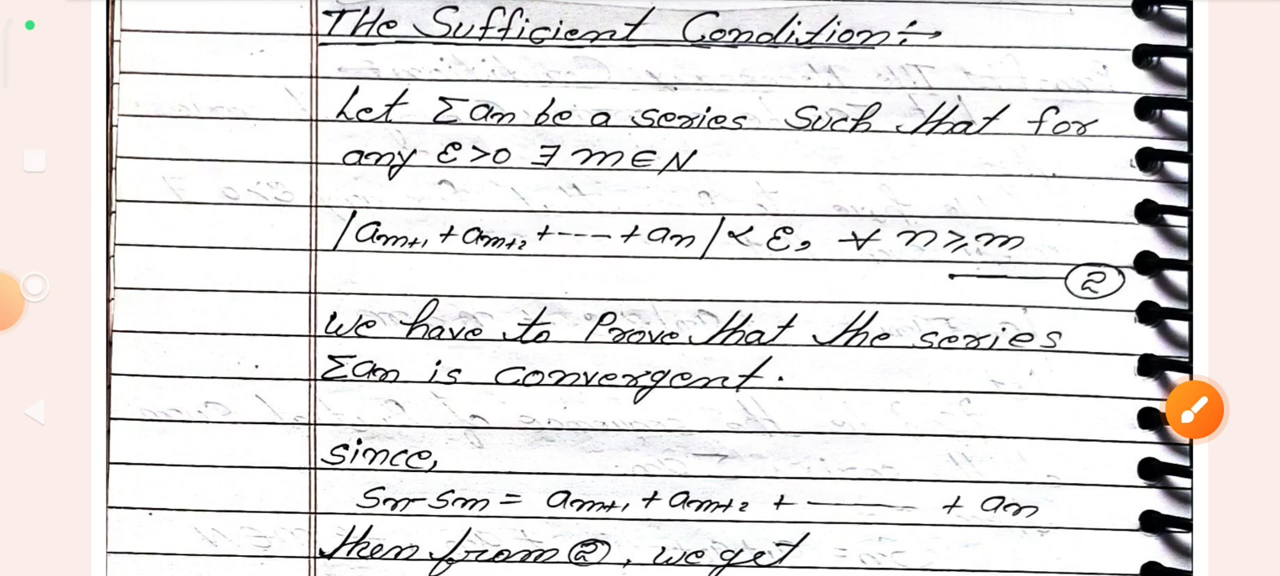 THe Sufficient Condition:→
Let Σan be a series Such that for
any ε>0 ∃ m∈N
|am+1 + am+2 + ---- + an| < ε, ∀ n≥m
—②
we have to Prove that the series
Σan is convergent.
since,
Sn-Sm = am+1 + am+2 + —— + an
then from ②, we get